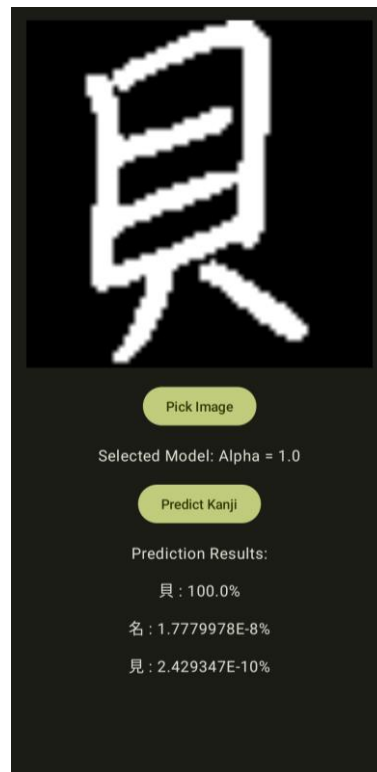 貝
Pick Image
Selected Model: Alpha = 1.0
Predict Kanji
Prediction Results:
貝 : 100.0%
名 : 1.7779978E-8%
見 : 2.429347E-10%